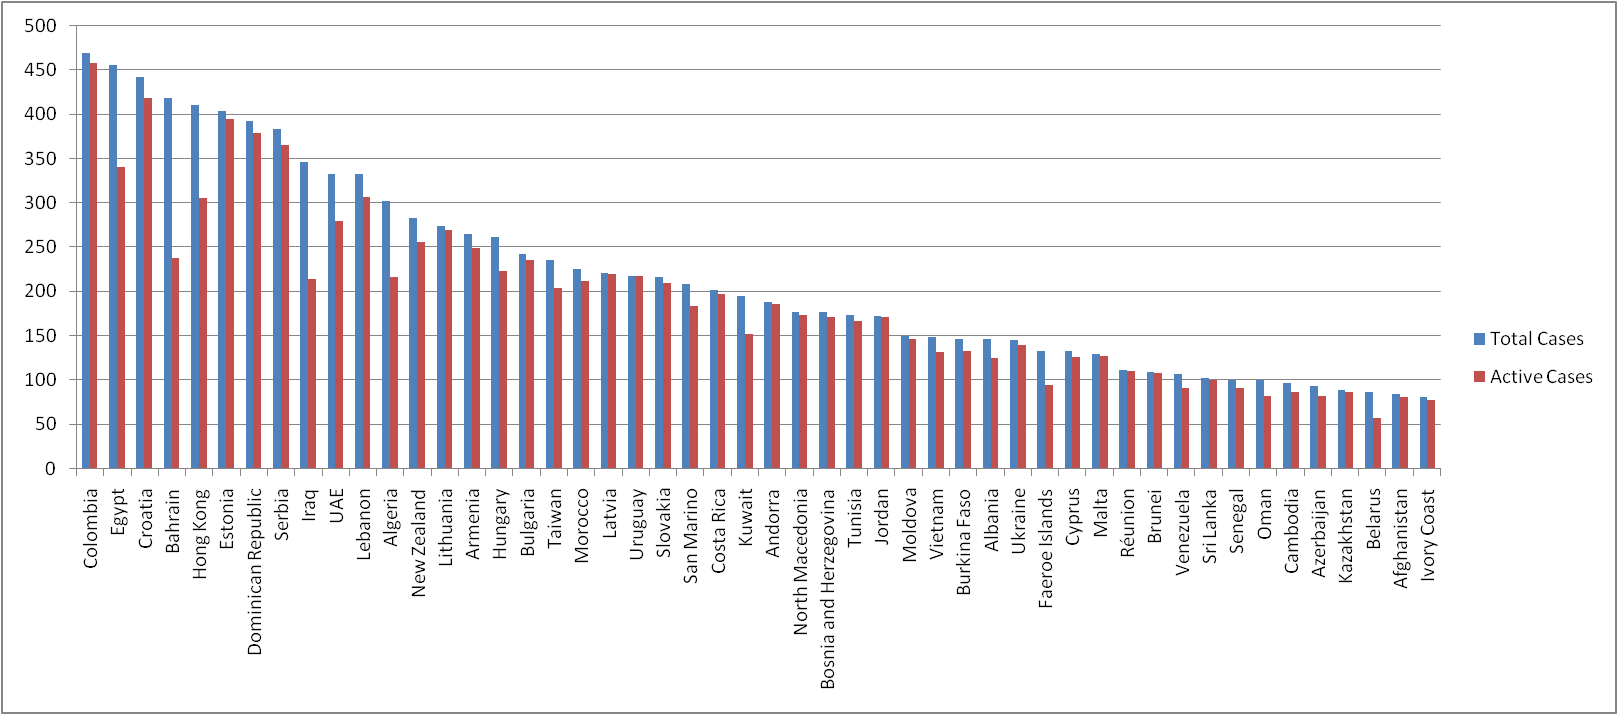 500
450
400
350
300
250
200
150
100
50
0
Colombia
Egypt
Croatia
Bahrain
Hong Kong
Estonia
Dominican Republic
Serbia
Iraq
UAE
Lebanon
Algeria
New Zealand
Lithuania
Armenia
Hungary
Bulgaria
Taiwan
Morocco
Latvia
Uruguay
Slovakia
San Marino
Costa Rica
Kuwait
Andorra
North Macedonia
Bosnia and Herzegovina
Tunisia
Jordan
Moldova
Vietnam
Burkina Faso
Albania
Ukraine
Faeroe Islands
Cyprus
Malta
Réunion
Brunei
Venezuela
Sri Lanka
Senegal
Oman
Cambodia
Azerbaijan
Kazakhstan
Belarus
Afghanistan
Ivory Coast
Total Cases
Active Cases